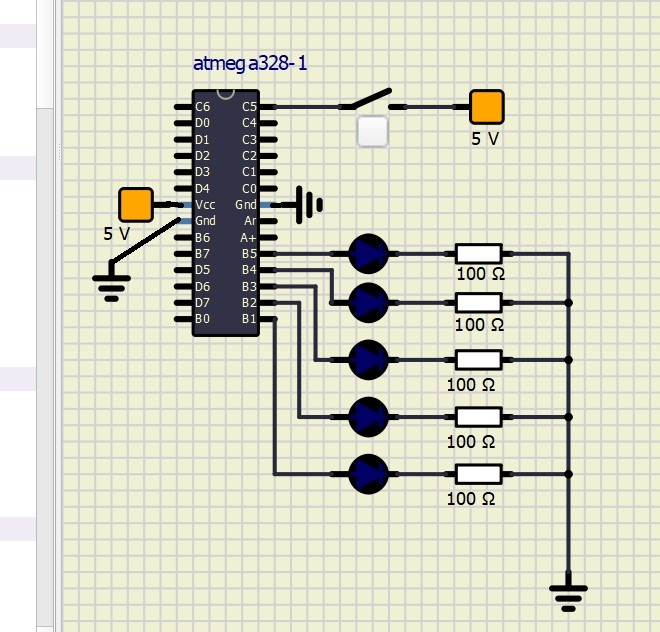 atmega328-1
C6 C5
D0 C4
D1 C3
D2 C2
D3 C1
D4 C0
Vcc Gnd
Gnd Ar
B6 A+
B7 B5
D5 B4
D6 B3
D7 B2
B0 B1
5 V
5 V
100 Ω
100 Ω
100 Ω
100 Ω
100 Ω